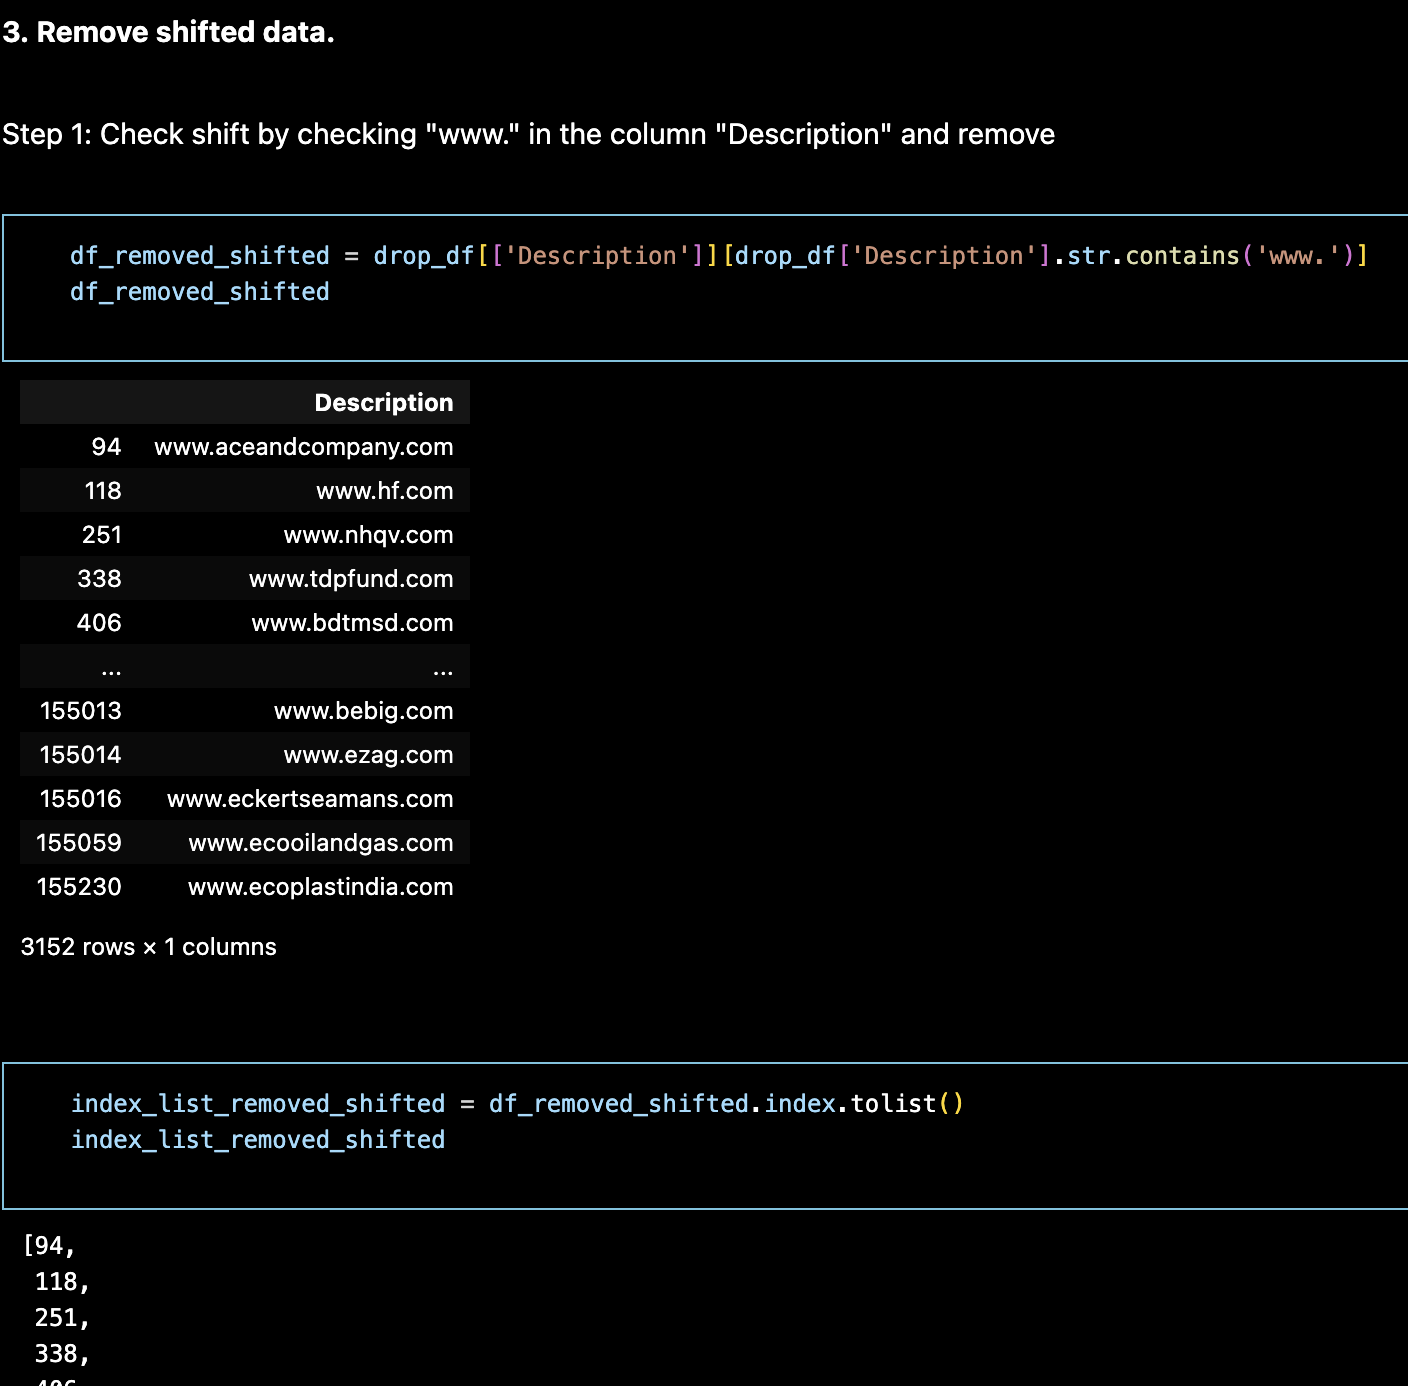 3. Remove shifted data.
Step 1: Check shift by checking "www." in the column "Description" and remove
df_removed_shifted = drop_df[['Description']][drop_df['Description'].str.contains('www.')]
df_removed_shifted
Description
94 www.aceandcompany.com
118 www.hf.com
251 www.nhqv.com
338 www.tdpfund.com
406 www.bdtmsd.com
... ...
155013 www.bebig.com
155014 www.ezag.com
155016 www.eckertseamans.com
155059 www.ecooilandgas.com
155230 www.ecoplastindia.com
3152 rows × 1 columns
index_list_removed_shifted = df_removed_shifted.index.tolist()
index_list_removed_shifted
[94,
118,
251,
338,